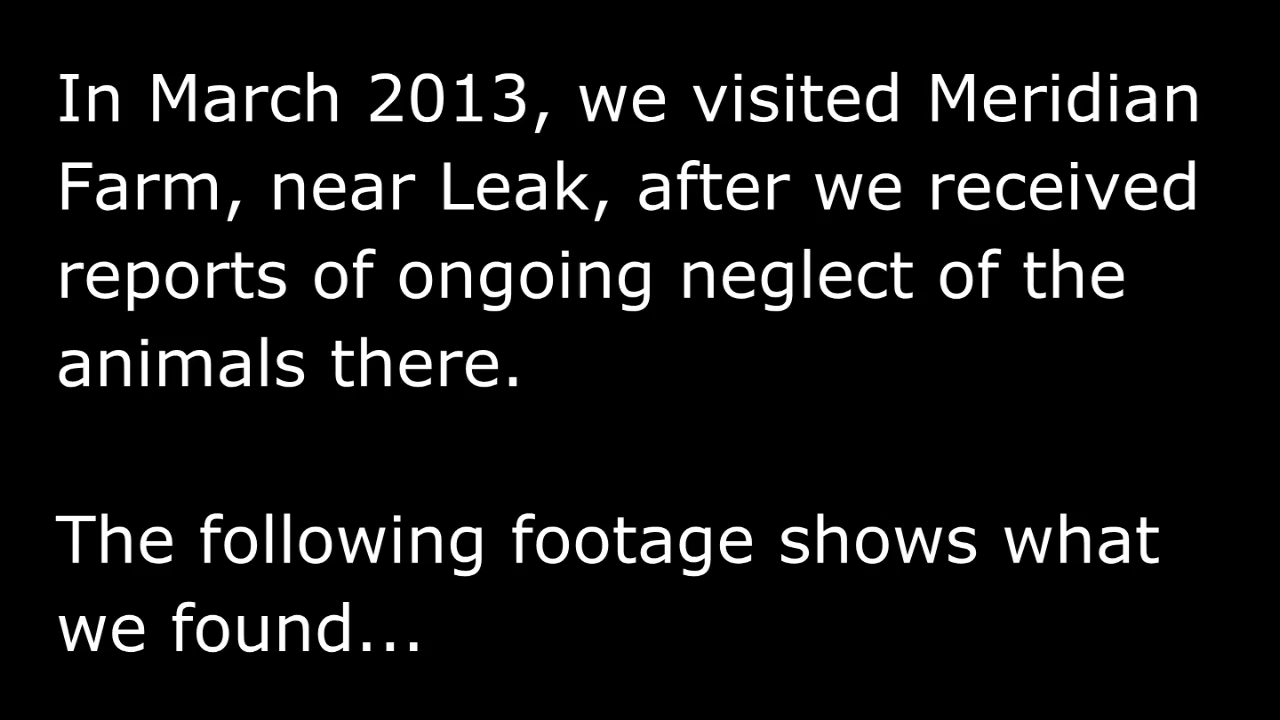 In March 2013, we visited Meridian
Farm, near Leak, after we received
reports of ongoing neglect of the
animals there.
The following footage shows what
we found...